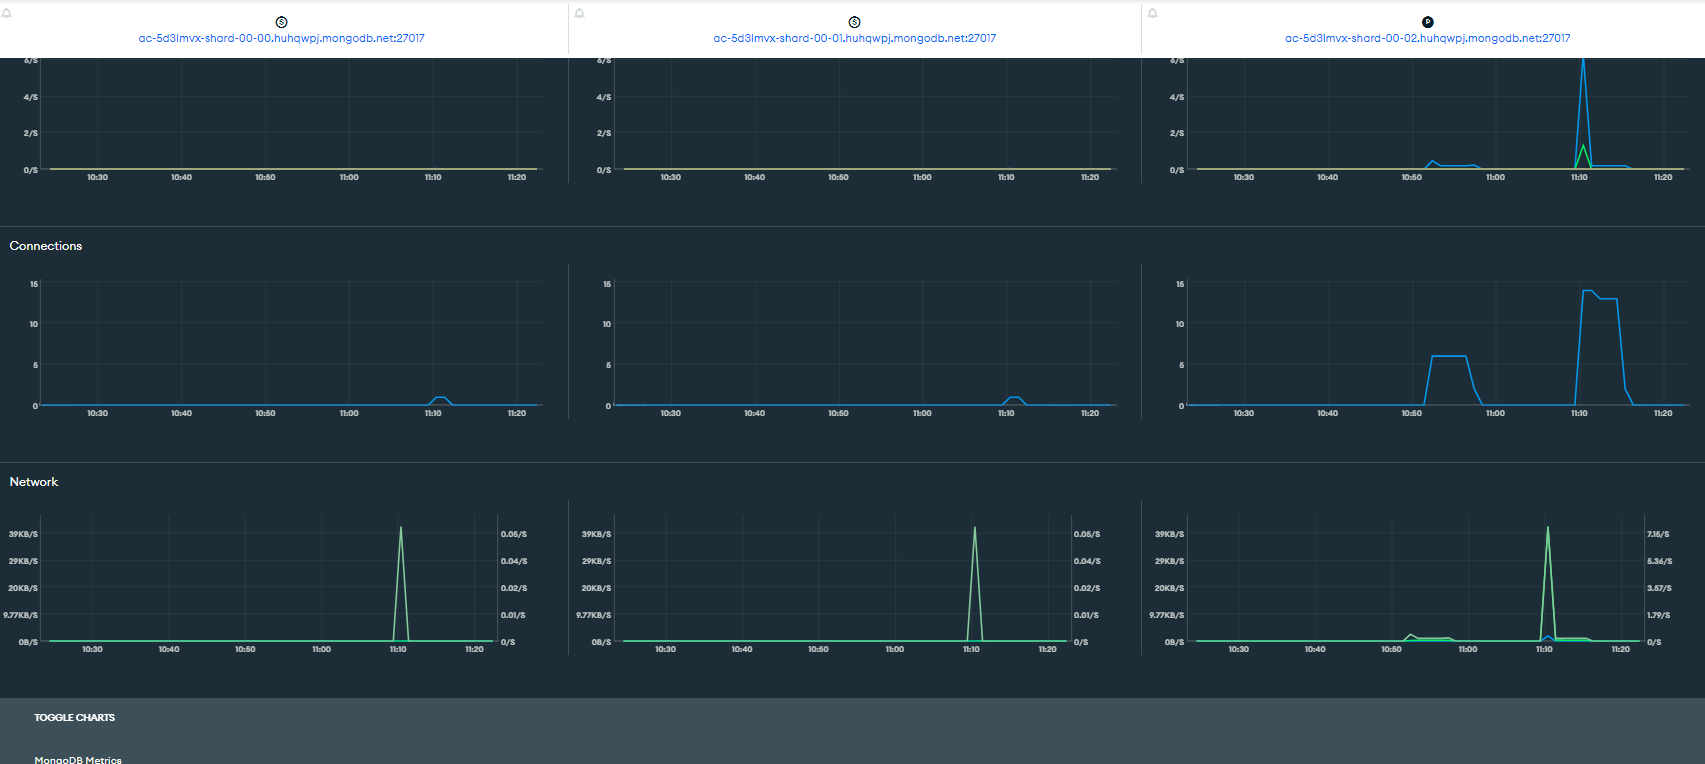 S
S
P
ac-5d3lmvx-shard-00-00.huhqwpj.mongodb.net:27017
ac-5d3lmvx-shard-00-01.huhqwpj.mongodb.net:27017
ac-5d3lmvx-shard-00-02.huhqwpj.mongodb.net:27017
6/S
4/S
2/S
0/S
10:30 10:40 10:50 11:00 11:10 11:20
6/S
4/S
2/S
0/S
10:30 10:40 10:50 11:00 11:10 11:20
6/S
4/S
2/S
0/S
10:30 10:40 10:50 11:00 11:10 11:20
Connections
15
10
5
0
10:30 10:40 10:50 11:00 11:10 11:20
15
10
5
0
10:30 10:40 10:50 11:00 11:10 11:20
15
10
5
0
10:30 10:40 10:50 11:00 11:10 11:20
Network
39KB/S 0.05/S
29KB/S 0.04/S
20KB/S 0.02/S
9.77KB/S 0.01/S
0B/S 0/S
10:30 10:40 10:50 11:00 11:10 11:20
39KB/S 0.05/S
29KB/S 0.04/S
20KB/S 0.02/S
9.77KB/S 0.01/S
0B/S 0/S
10:30 10:40 10:50 11:00 11:10 11:20
39KB/S 7.15/S
29KB/S 5.36/S
20KB/S 3.57/S
9.77KB/S 1.79/S
0B/S 0/S
10:30 10:40 10:50 11:00 11:10 11:20
TOGGLE CHARTS
MongoDB Metrics